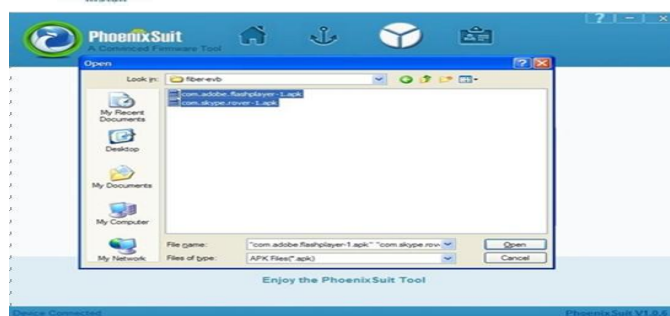 PhoenixSuit
A Convinced Firmware Tool
Open
Look in:
fiber-evb
com.adobe.flashplayer-1.apk
com.skype.rover-1.apk
My Recent
Documents
Desktop
My Documents
My Computer
My Network
File name:
"com.adobe.flashplayer-1.apk" "com.skype.rov
Open
Files of type:
APK Files(*.apk)
Cancel
Enjoy the PhoenixSuit Tool
Device Connected
PhoenixSuit V1.0.6